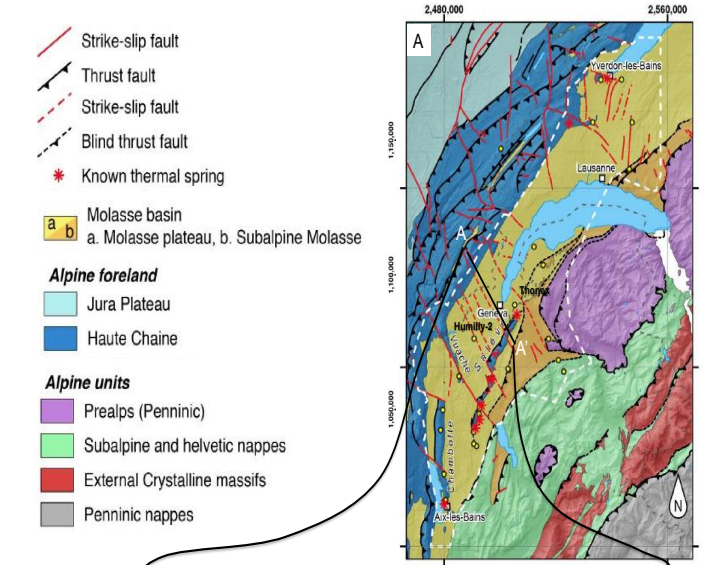 Strike-slip fault
Thrust fault
Strike-slip fault
Blind thrust fault
Known thermal spring
a b
Molasse basin
a. Molasse plateau, b. Subalpine Molasse
Alpine foreland
Jura Plateau
Haute Chaine
Alpine units
Prealps (Penninic)
Subalpine and helvetic nappes
External Crystalline massifs
Penninic nappes
2,480,000
2,560,000
A
Yverdon-les-Bains
1,150,000
Lausanne
A
1,100,000
Thonex
Geneva
Humilly-2
Vuache
Salève
A'
1,050,000
Chambotte
Aix-les-Bains
N